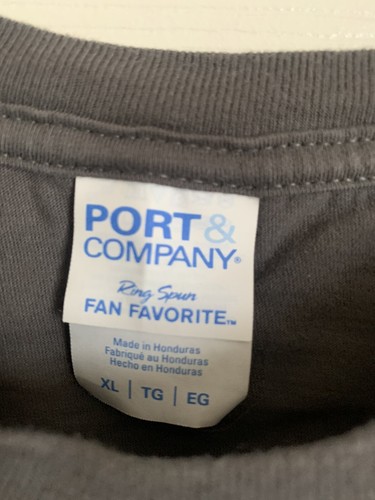 PORT &
COMPANY®
Ring Spun
FAN FAVORITE™
Made in Honduras
Fabriqué au Honduras
Hecho en Honduras
XL | TG | EG